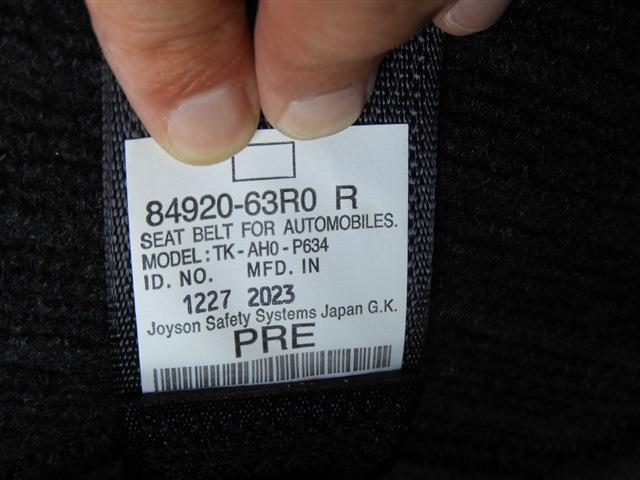 84920-63R0 R
SEAT BELT FOR AUTOMOBILES.
MODEL:TK-AH0-P634
ID. NO. MFD. IN
1227 2023
Joyson Safety Systems Japan G.K.
PRE